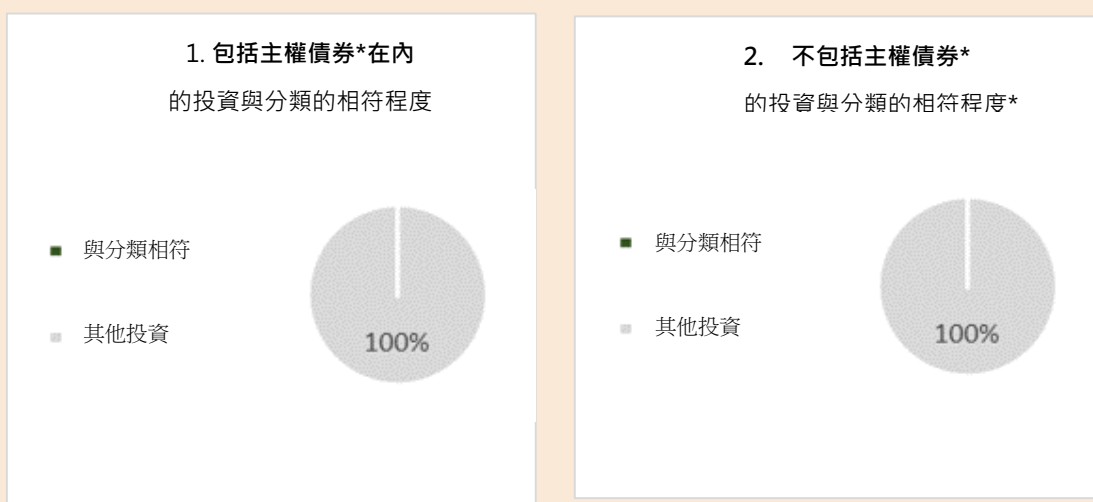 1. 包括主權債券*在內
的投資與分類的相符程度
與分類相符
其他投資
100%
2. 不包括主權債券*
的投資與分類的相符程度*
與分類相符
其他投資
100%